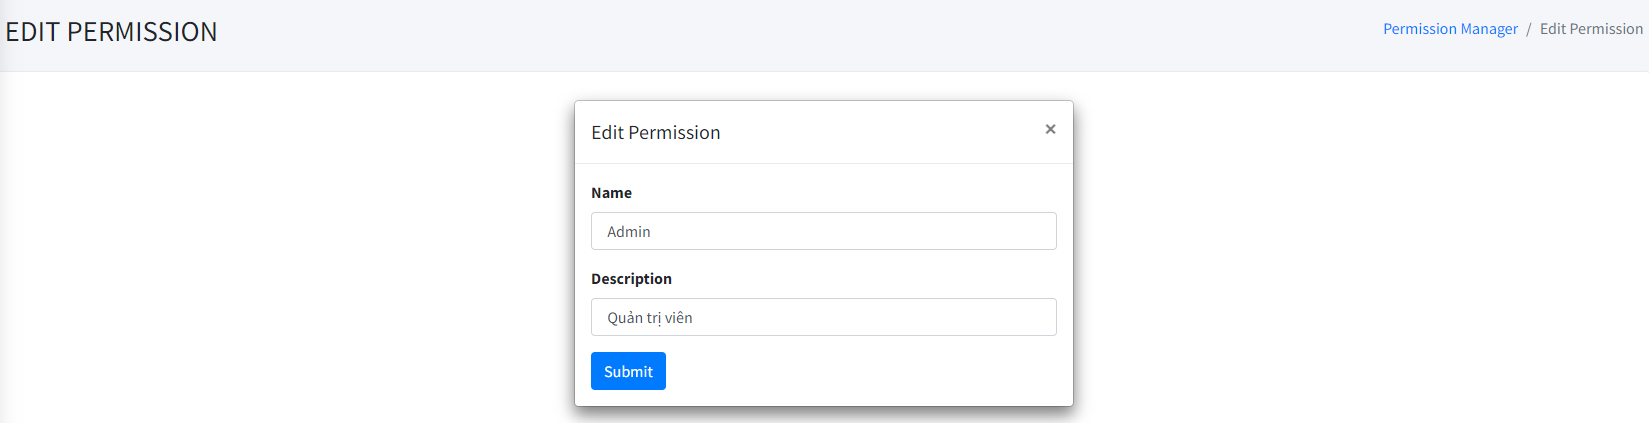 EDIT PERMISSION
Permission Manager / Edit Permission
Edit Permission ×
Name
Admin
Description
Quản trị viên
Submit